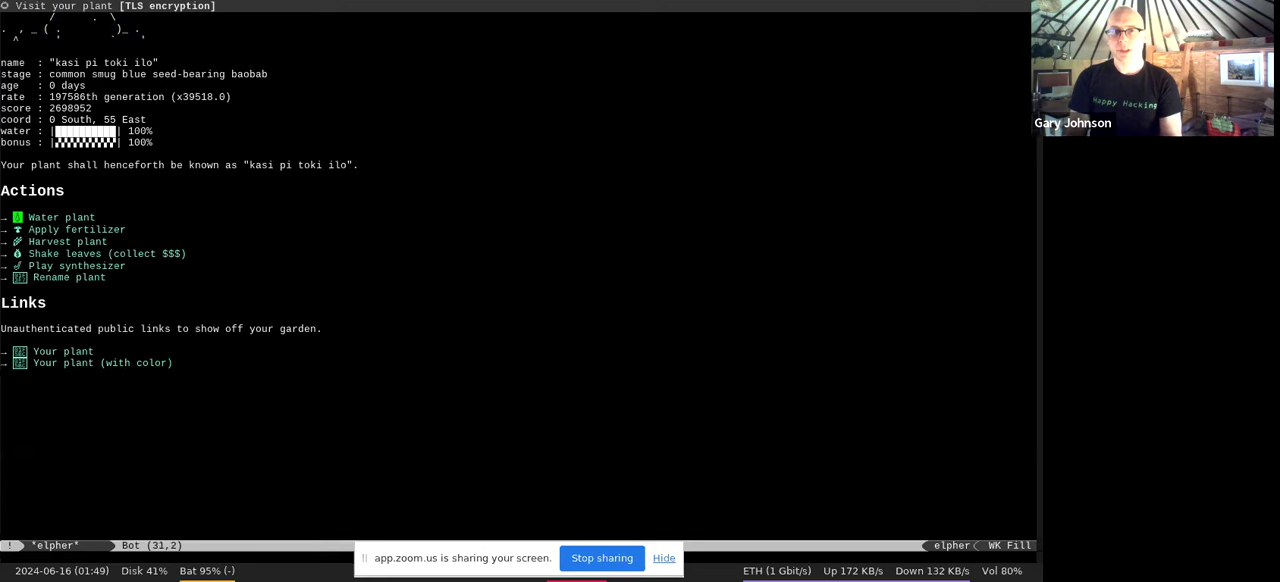 Visit your plant [TLS encryption]
name : "kasi pi toki ilo"
stage : common smug blue seed-bearing baobab
age : 0 days
rate : 197586th generation (x39518.0)
score : 2698952
coord : 0 South, 55 East
water : |██████████| 100%
bonus : |▞▞▞▞▞▞▞▞▞▞| 100%
Your plant shall henceforth be known as "kasi pi toki ilo".
Actions
→ Water plant
→ Apply fertilizer
→ Harvest plant
→ Shake leaves (collect $$$)
→ Play synthesizer
→ Rename plant
Links
Unauthenticated public links to show off your garden.
→ Your plant
→ Your plant (with color)
Happy Hacking
Gary Johnson
! *elpher* Bot (31,2) elpher WK Fill
app.zoom.us is sharing your screen. Stop sharing Hide
2024-06-16 (01:49) Disk 41% Bat 95% (-) ETH (1 Gbit/s) Up 172 KB/s Down 132 KB/s Vol 80%